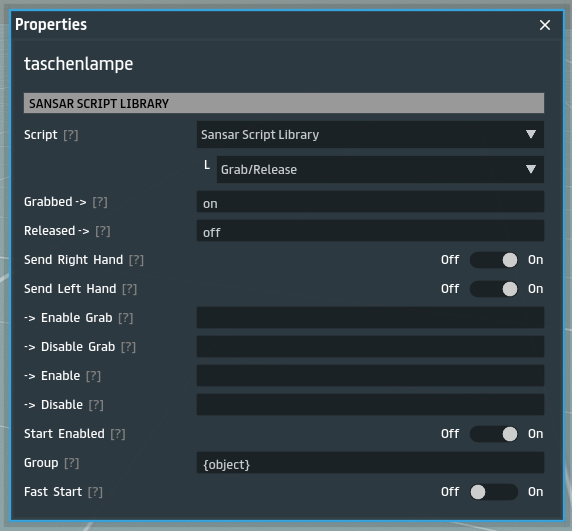 Properties
taschenlampe
SANSAR SCRIPT LIBRARY
Script [?] Sansar Script Library
Grab/Release
Grabbed -> [?] on
Released -> [?] off
Send Right Hand [?] Off On
Send Left Hand [?] Off On
-> Enable Grab [?]
-> Disable Grab [?]
-> Enable [?]
-> Disable [?]
Start Enabled [?] Off On
Group [?] {object}
Fast Start [?] Off On